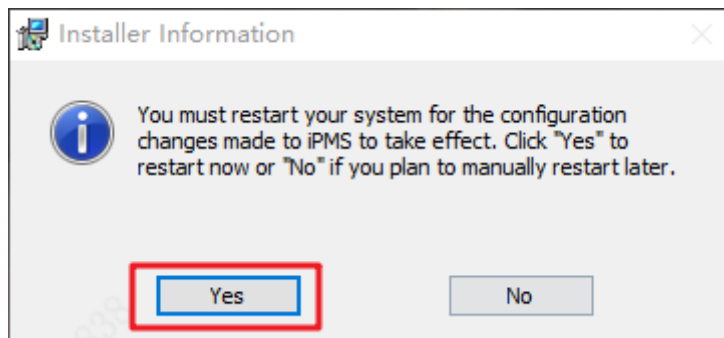 Installer Information
You must restart your system for the configuration
changes made to iPMS to take effect. Click "Yes" to
restart now or "No" if you plan to manually restart later.
Yes
No